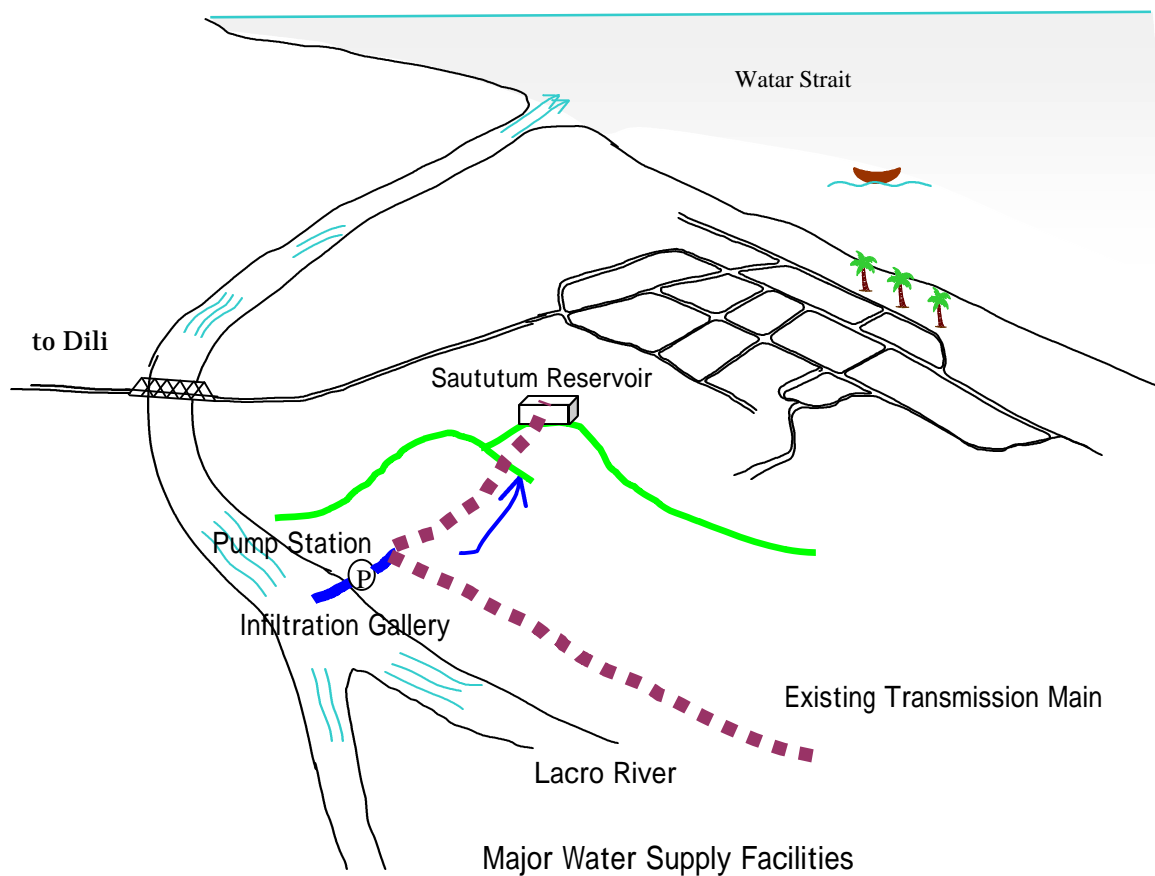 Watar Strait
to Dili
Saututum Reservoir
Pump Station
P
Infiltration Gallery
Existing Transmission Main
Lacro River
Major Water Supply Facilities